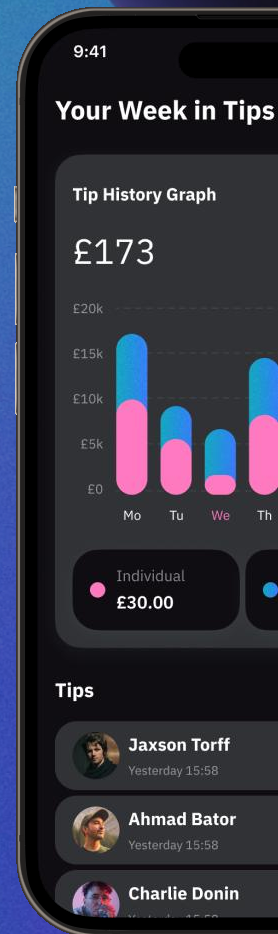 9:41
Your Week in Tips
Tip History Graph
£173
£20k
£15k
£10k
£5k
£0
Mo Tu We Th
Individual
£30.00
Tips
Jaxson Torff
Yesterday 15:58
Ahmad Bator
Yesterday 15:58
Charlie Donin